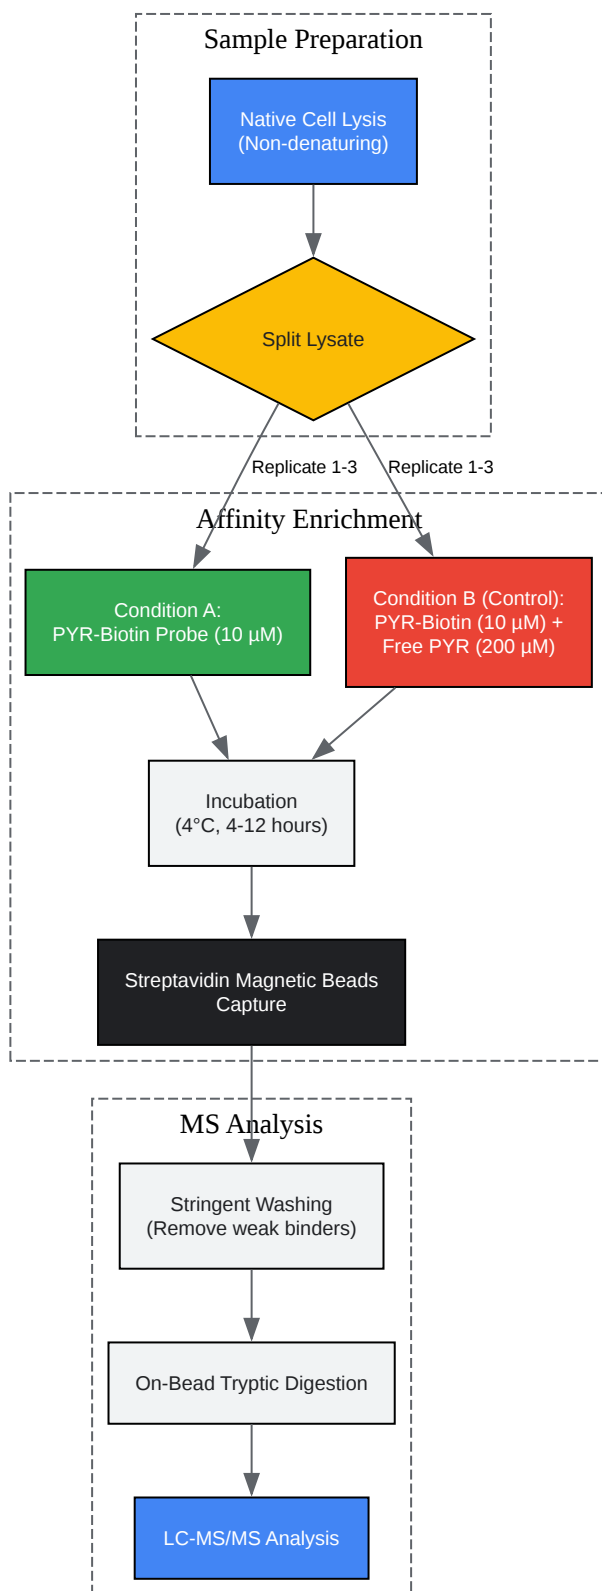 Sample Preparation
Native Cell Lysis
(Non-denaturing)
Split Lysate
Replicate 1-3
Replicate 1-3
Affinity Enrichment
Condition A:
PYR-Biotin Probe (10 µM)
Condition B (Control):
PYR-Biotin (10 µM) +
Free PYR (200 µM)
Incubation
(4°C, 4-12 hours)
Streptavidin Magnetic Beads
Capture
MS Analysis
Stringent Washing
(Remove weak binders)
On-Bead Tryptic Digestion
LC-MS/MS Analysis